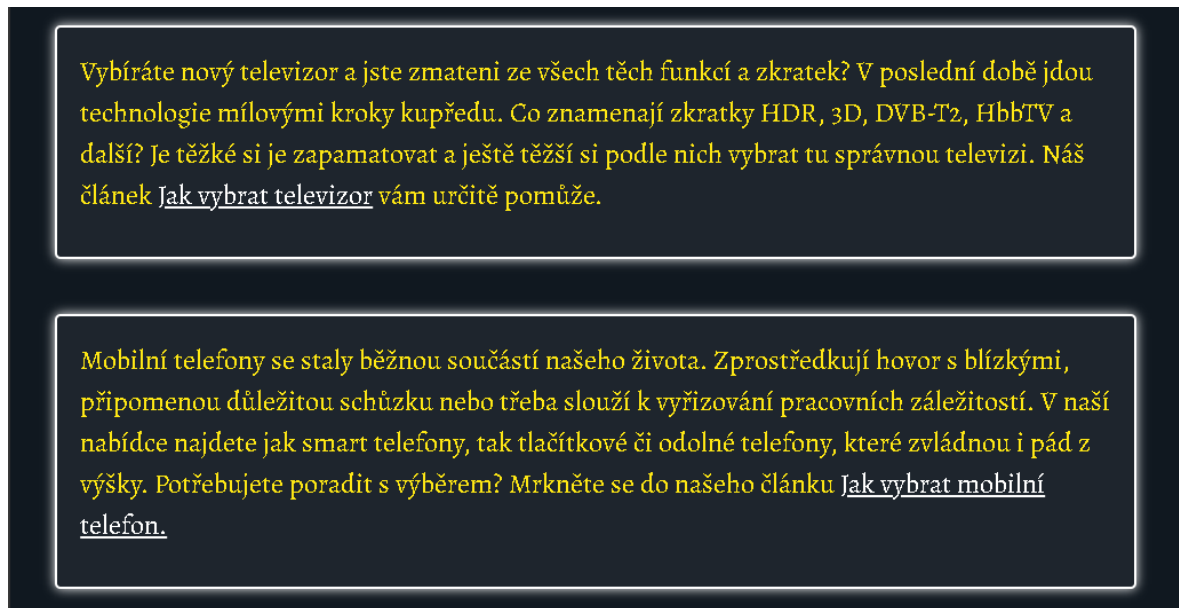 Vybíráte nový televizor a jste zmateni ze všech těch funkcí a zkratek? V poslední době jdou
technologie mílovými kroky kupředu. Co znamenají zkratky HDR, 3D, DVB-T2, HbbTV a
další? Je těžké si je zapamatovat a ještě těžší si podle nich vybrat tu správnou televizi. Náš
článek Jak vybrat televizor vám určitě pomůže.
Mobilní telefony se staly běžnou součástí našeho života. Zprostředkují hovor s blízkými,
připomenou důležitou schůzku nebo třeba slouží k vyřizování pracovních záležitostí. V naší
nabídce najdete jak smart telefony, tak tlačítkové či odolné telefony, které zvládnou i pád z
výšky. Potřebujete poradit s výběrem? Mrkněte se do našeho článku Jak vybrat mobilní
telefon.